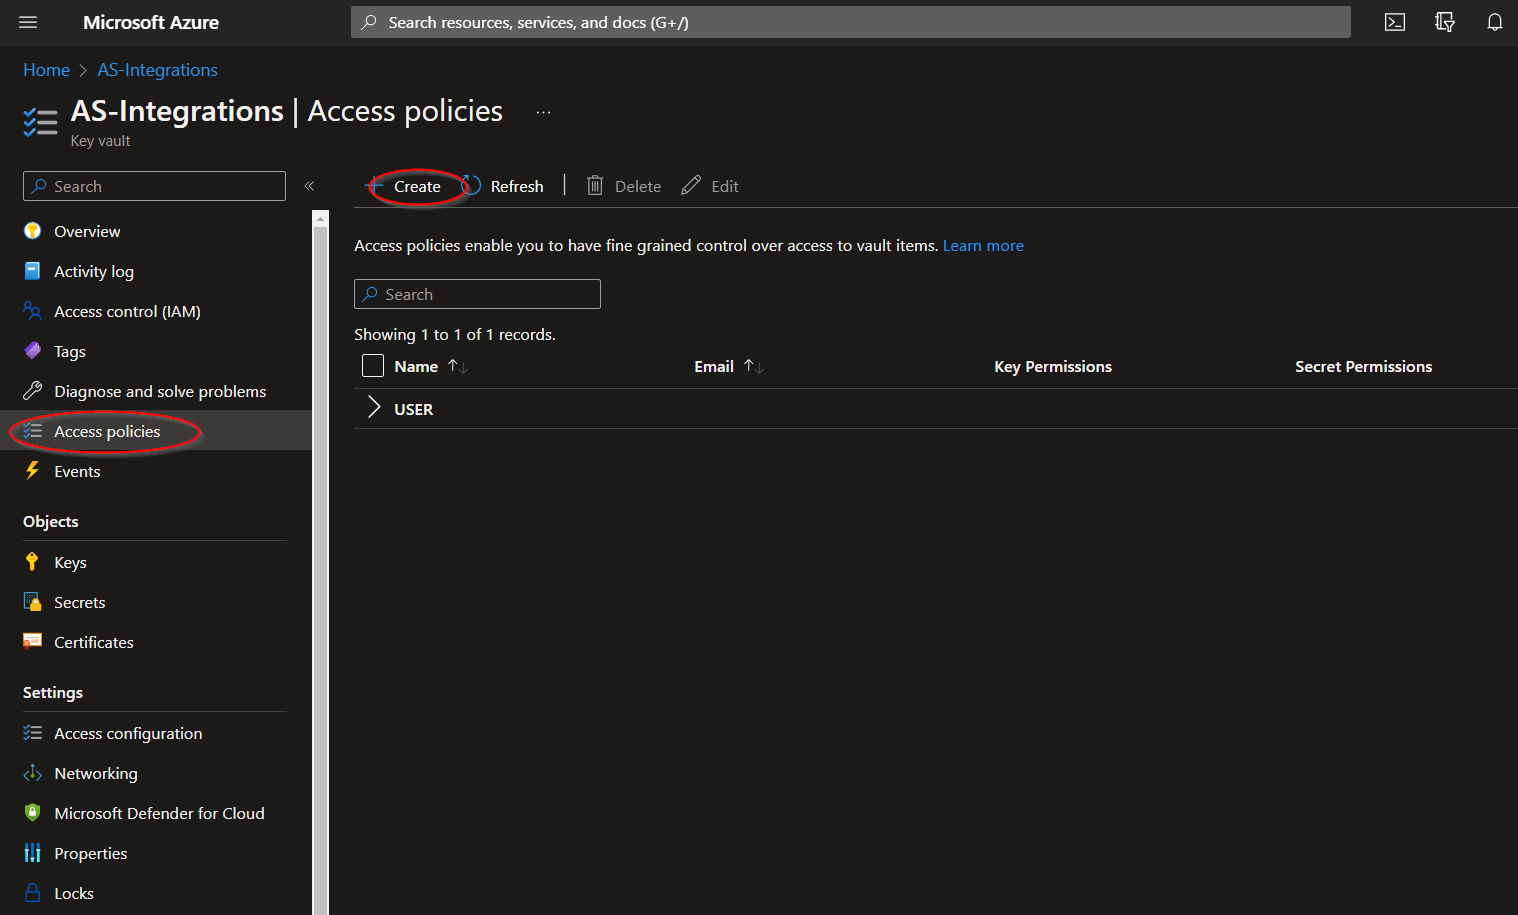 Microsoft Azure
Search resources, services, and docs (G+/)
Home > AS-Integrations
AS-Integrations | Access policies ...
Key vault
Search «
Overview
Activity log
Access control (IAM)
Tags
Diagnose and solve problems
Access policies
Events
Objects
Keys
Secrets
Certificates
Settings
Access configuration
Networking
Microsoft Defender for Cloud
Properties
Locks
+ Create Refresh | Delete Edit
Access policies enable you to have fine grained control over access to vault items. Learn more
Search
Showing 1 to 1 of 1 records.
Name ↑↓ Email ↑↓ Key Permissions Secret Permissions
USER